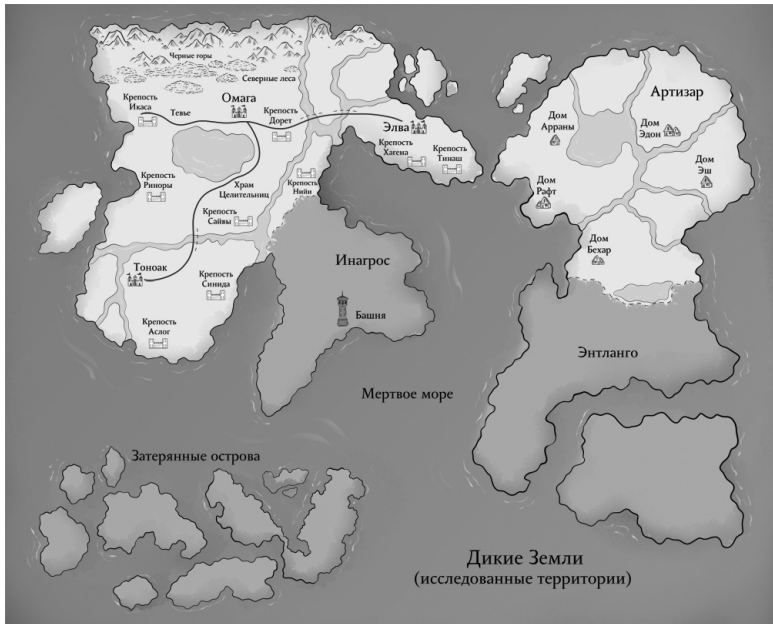 Черные горы
Северные леса
Крепость
Икаса
Тевье
Омага
Крепость
Дорет
Элва
Крепость
Хагена
Крепость
Тинаш
Крепость
Риноры
Храм
Целительниц
Крепость
Нийи
Крепость
Сайвы
Тоноак
Крепость
Синида
Крепость
Аслог
Инагрос
Башня
Артизар
Дом
Арраны
Дом
Эдон
Дом
Эш
Дом
Рафт
Дом
Бехар
Энтланго
Мертвое море
Затерянные острова
Дикие Земли
(исследованные территории)